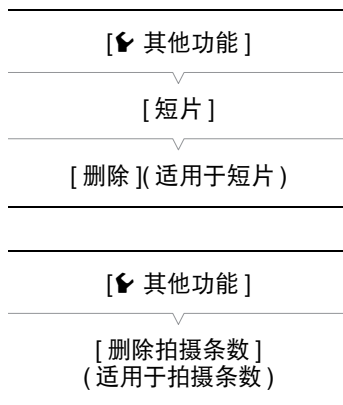 [ 其他功能 ]
[ 短片 ]
[ 删除 ]( 适用于短片 )
[ 其他功能 ]
[ 删除拍摄条数 ]
( 适用于拍摄条数 )